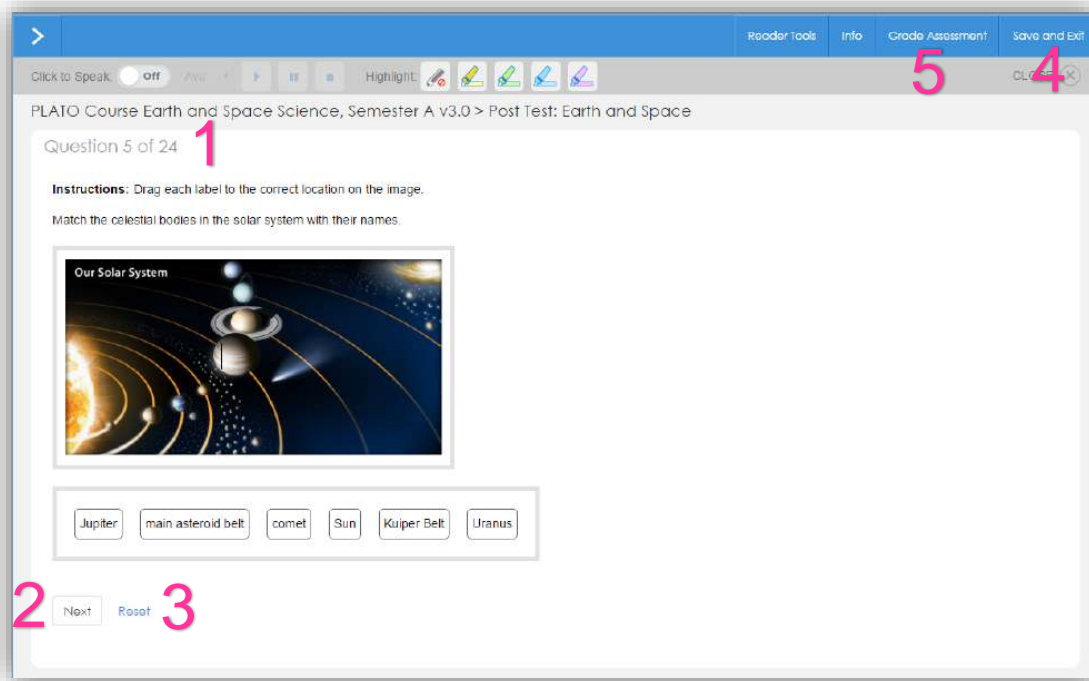 Reader Tools Info Grade Assessment Save and Exit
5 4
Click to Speak: Off Ava Highlight:
PLATO Course Earth and Space Science, Semester A v3.0 > Post Test: Earth and Space
Question 5 of 24 1
Instructions: Drag each label to the correct location on the image.
Match the celestial bodies in the solar system with their names.
Our Solar System
Jupiter main asteroid belt comet Sun Kuiper Belt Uranus
2 Next Reset 3